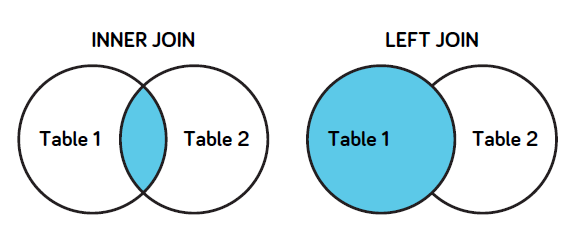 INNER JOIN
LEFT JOIN
Table 1
Table 2
Table 1
Table 2